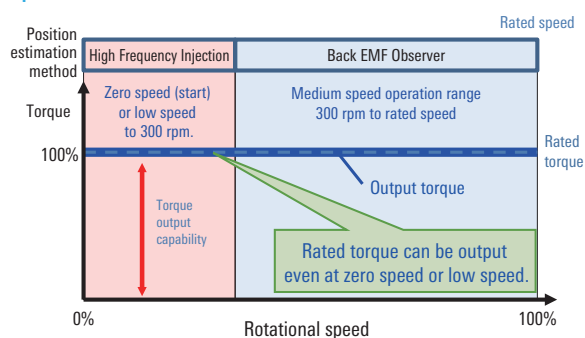 Rated speed
Position
estimation
method
High Frequency Injection
Back EMF Observer
Zero speed (start)
or low speed
to 300 rpm.
Medium speed operation range
300 rpm to rated speed
Torque
100%
Rated
torque
Output torque
Torque
output
capability
Rated torque can be output
even at zero speed or low speed.
0%
Rotational speed
100%